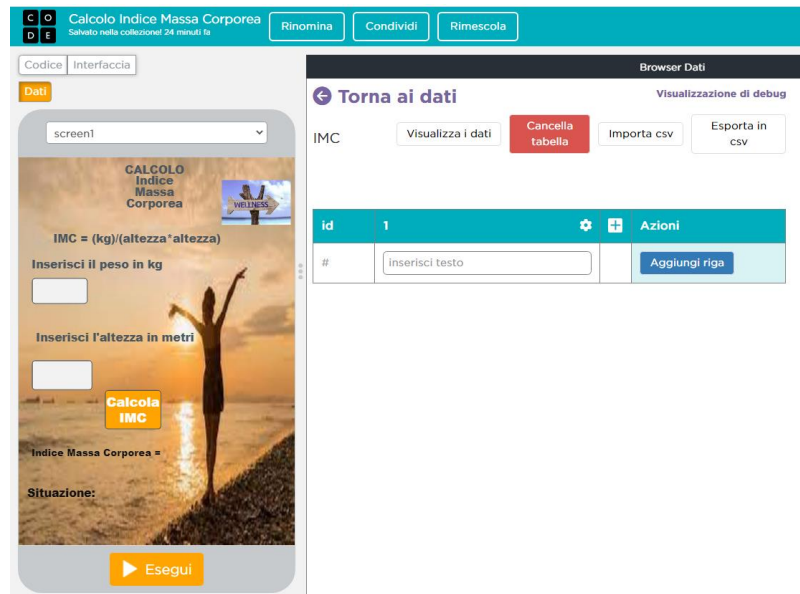 C O
D E
Calcolo Indice Massa Corporea
Salvato nella collezione! 24 minuti fa
Rinomina
Condividi
Rimescola
Codice
Interfaccia
Dati
screen1
CALCOLO
Indice
Massa
Corporea
WELLNESS
IMC = (kg)/(altezza*altezza)
Inserisci il peso in kg
Inserisci l'altezza in metri
Calcola
IMC
Indice Massa Corporea =
Situazione:
Esegui
Browser Dati
Torna ai dati
Visualizzazione di debug
IMC
Visualizza i dati
Cancella
tabella
Importa csv
Esporta in
csv
id
1
Azioni
#
inserisci testo
Aggiungi riga